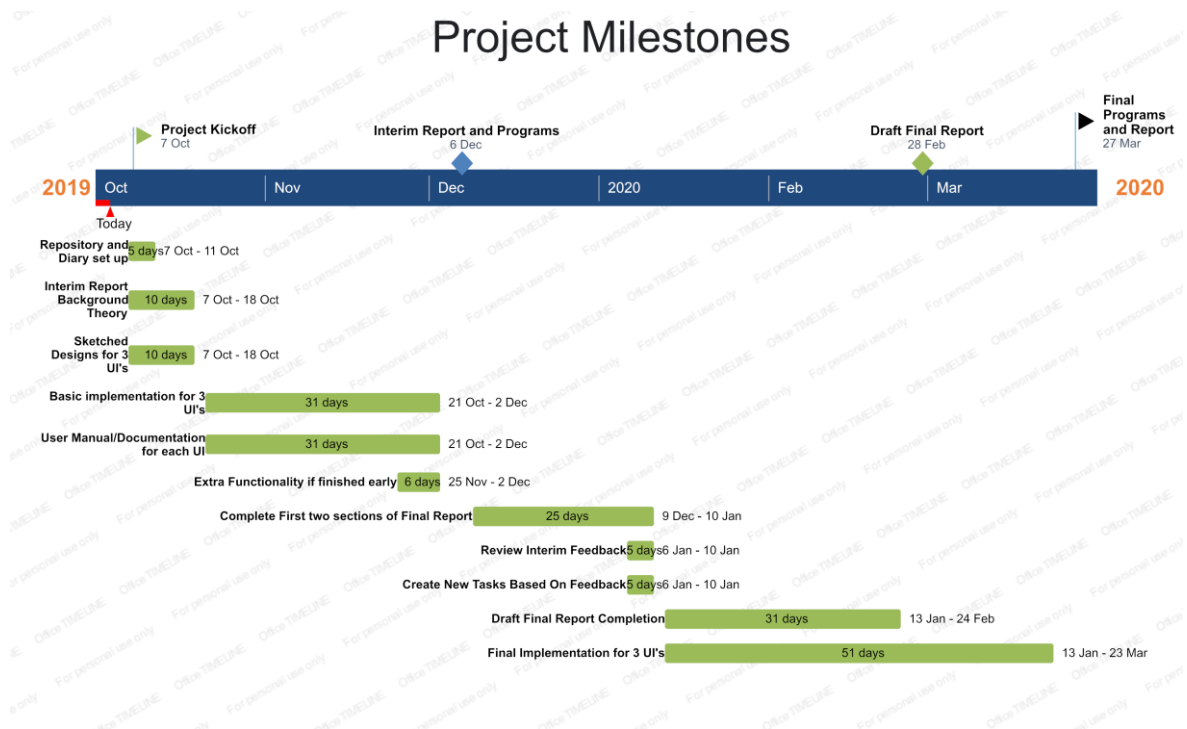 Project Milestones
Project Kickoff
7 Oct
Interim Report and Programs
6 Dec
Draft Final Report
28 Feb
Final
Programs
and Report
27 Mar
2019
Oct
Nov
Dec
2020
Feb
Mar
2020
Today
Repository and
Diary set up
5 days
7 Oct - 11 Oct
Interim Report
Background
Theory
10 days
7 Oct - 18 Oct
Sketched
Designs for 3
UI's
10 days
7 Oct - 18 Oct
Basic implementation for 3
UI's
31 days
21 Oct - 2 Dec
User Manual/Documentation
for each UI
31 days
21 Oct - 2 Dec
Extra Functionality if finished early
6 days
25 Nov - 2 Dec
Complete First two sections of Final Report
25 days
9 Dec - 10 Jan
Review Interim Feedback
5 days
6 Jan - 10 Jan
Create New Tasks Based On Feedback
5 days
6 Jan - 10 Jan
Draft Final Report Completion
31 days
13 Jan - 24 Feb
Final Implementation for 3 UI's
51 days
13 Jan - 23 Mar
For personal use only
Office TIMELINE